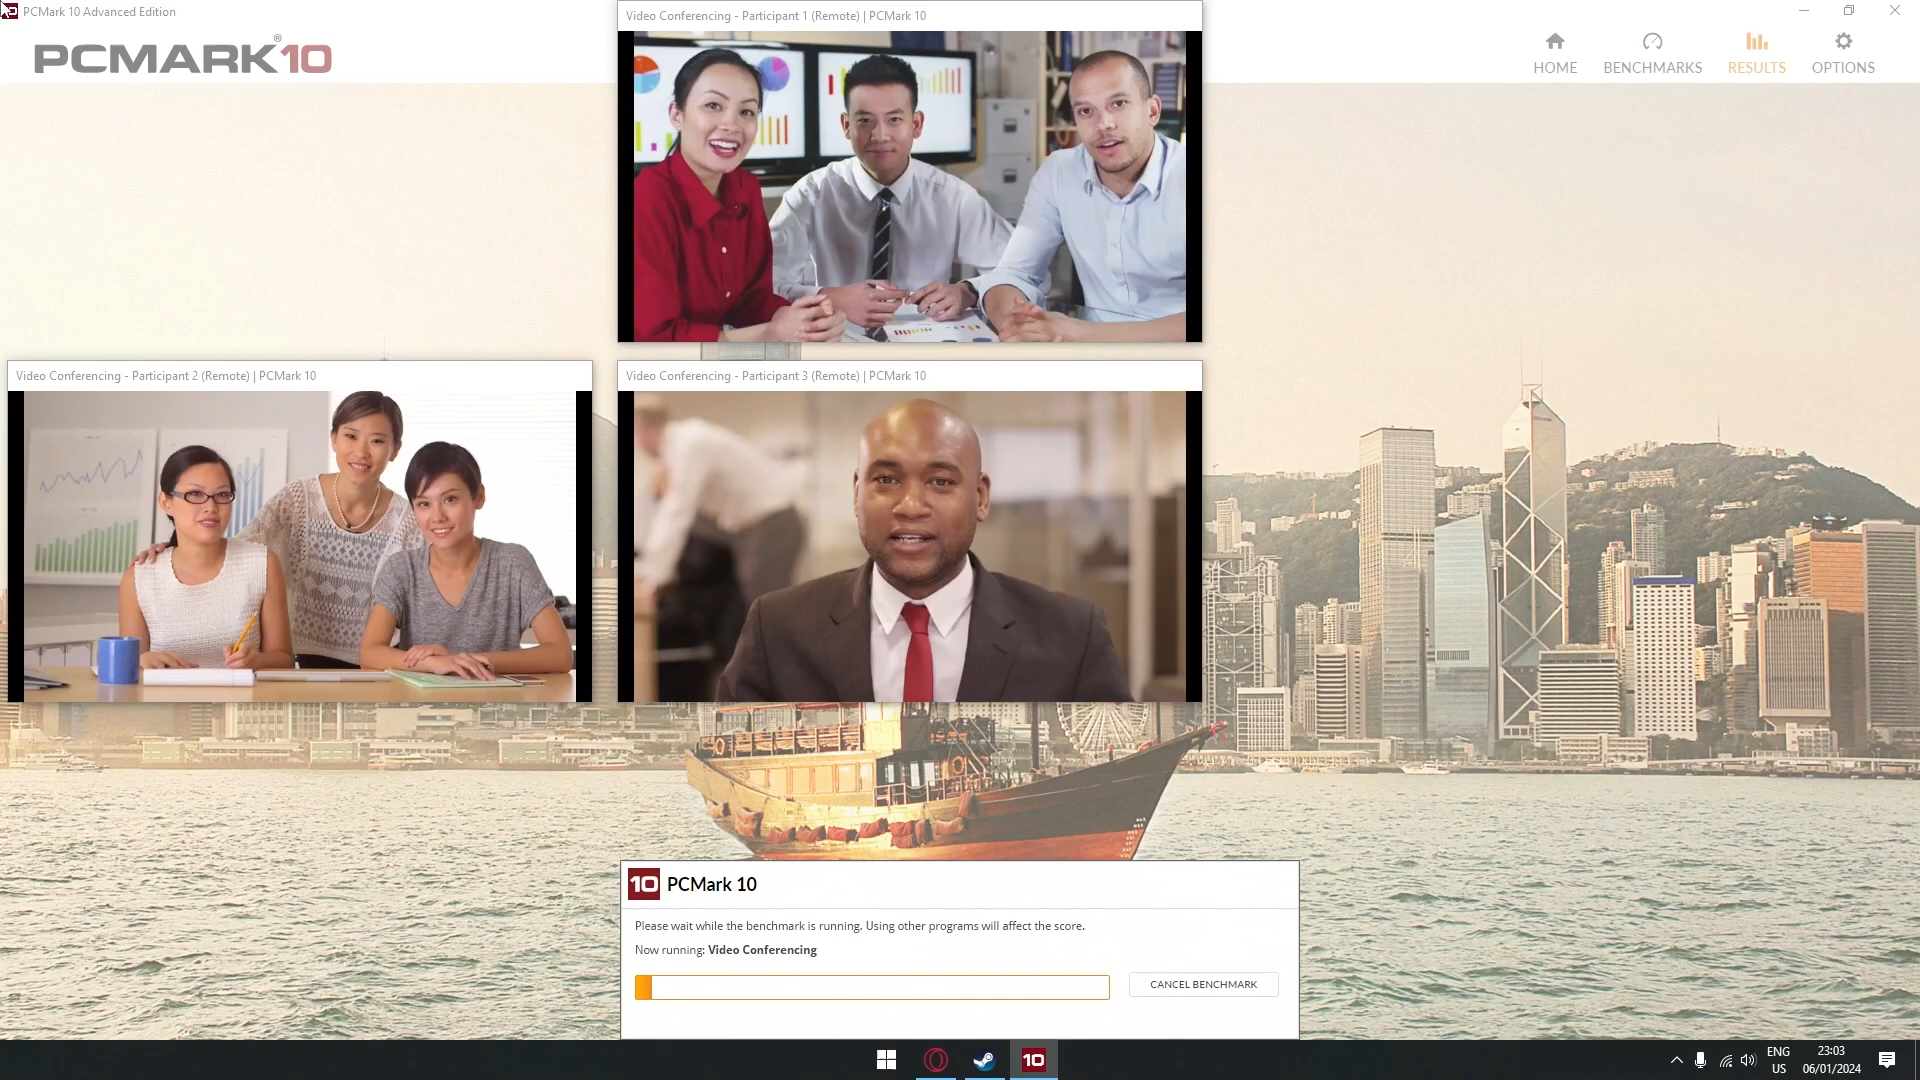 PCMark 10 Advanced Edition
PCMARK®10
HOME
BENCHMARKS
RESULTS
OPTIONS
Video Conferencing - Participant 1 (Remote) | PCMark 10
Video Conferencing - Participant 2 (Remote) | PCMark 10
Video Conferencing - Participant 3 (Remote) | PCMark 10
10 PCMark 10
Please wait while the benchmark is running. Using other programs will affect the score.
Now running: Video Conferencing
CANCEL BENCHMARK
10
ENG
US
23:03
06/01/2024